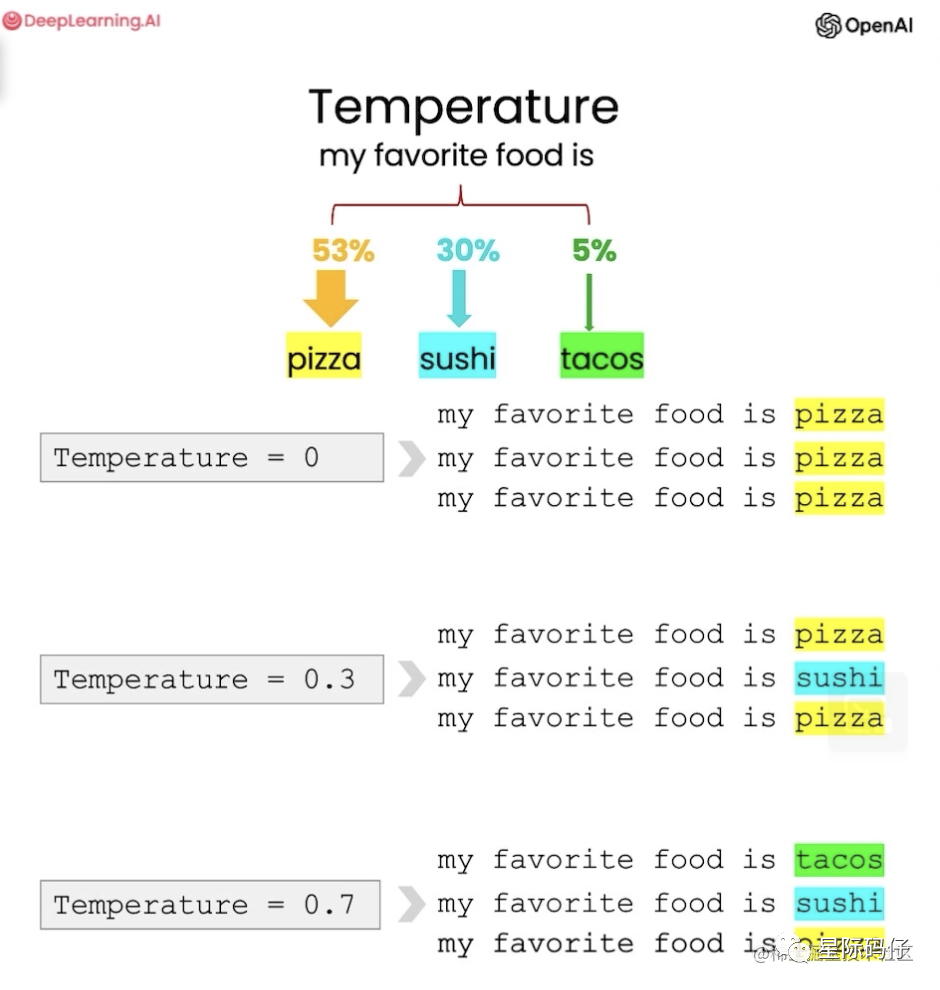 DeepLearning.AI
OpenAI
Temperature
my favorite food is
53% 30% 5%
pizza sushi tacos
my favorite food is pizza
Temperature = 0 my favorite food is pizza
my favorite food is pizza
my favorite food is pizza
Temperature = 0.3 my favorite food is sushi
my favorite food is pizza
my favorite food is tacos
Temperature = 0.7 my favorite food is sushi
my favorite food is pizza
星际码仔